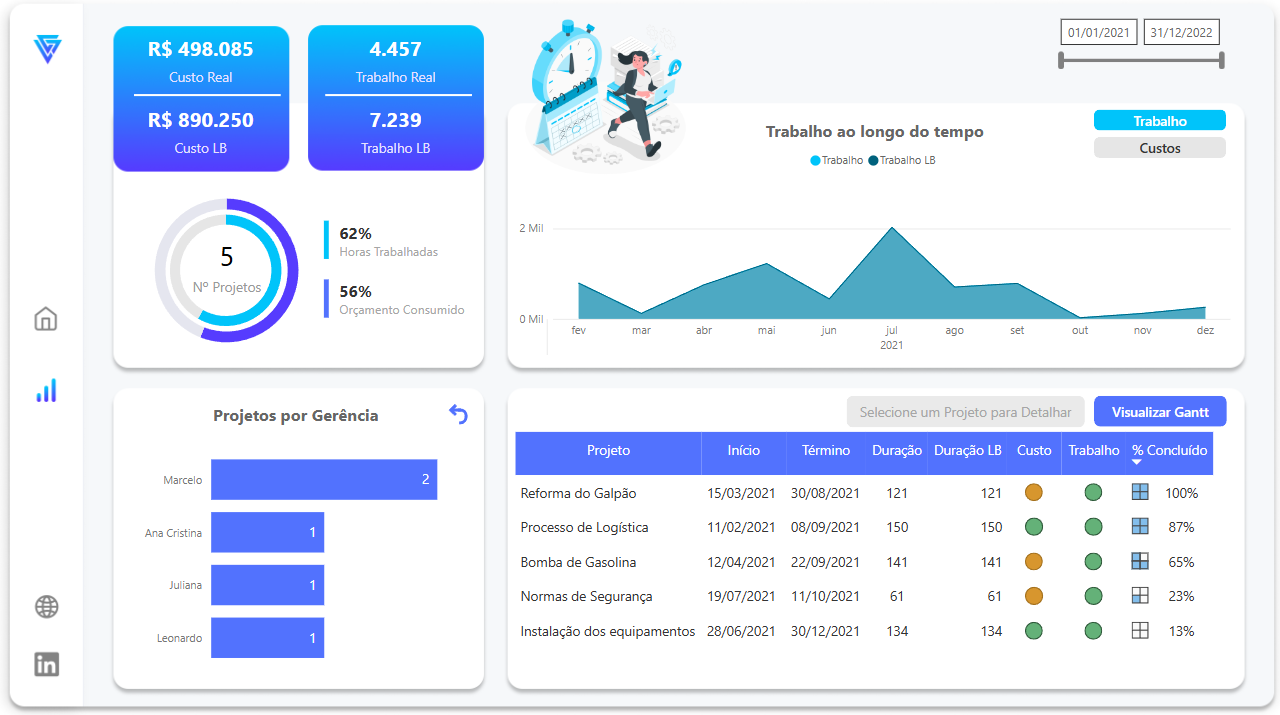 R$ 498.085
Custo Real
R$ 890.250
Custo LB
4.457
Trabalho Real
7.239
Trabalho LB
01/01/2021 31/12/2022
5
Nº Projetos
62%
Horas Trabalhadas
56%
Orçamento Consumido
Trabalho ao longo do tempo
Trabalho Trabalho LB
Trabalho
Custos
2 Mil
0 Mil
fev mar abr mai jun jul ago set out nov dez
2021
Projetos por Gerência
Marcelo 2
Ana Cristina 1
Juliana 1
Leonardo 1
Selecione um Projeto para Detalhar Visualizar Gantt
Projeto Início Término Duração Duração LB Custo Trabalho % Concluído
Reforma do Galpão 15/03/2021 30/08/2021 121 121 100%
Processo de Logística 11/02/2021 08/09/2021 150 150 87%
Bomba de Gasolina 12/04/2021 22/09/2021 141 141 65%
Normas de Segurança 19/07/2021 11/10/2021 61 61 23%
Instalação dos equipamentos 28/06/2021 30/12/2021 134 134 13%
in